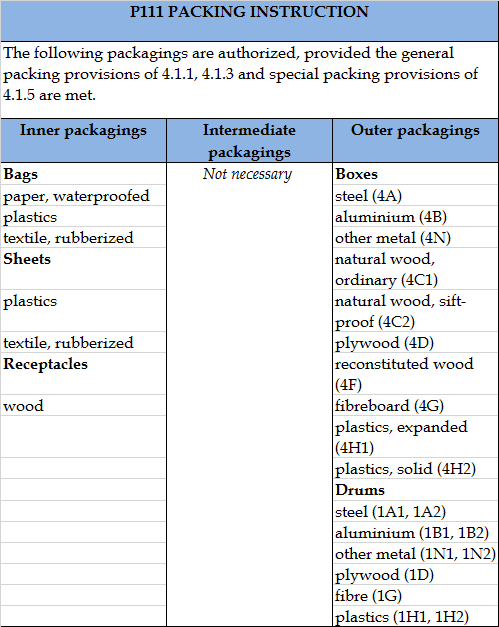 P111 PACKING INSTRUCTION
The following packagings are authorized, provided the general
packing provisions of 4.1.1, 4.1.3 and special packing provisions of
4.1.5 are met.
Inner packagings
Intermediate
packagings
Outer packagings
Bags
Not necessary
Boxes
paper, waterproofed
steel (4A)
plastics
aluminium (4B)
textile, rubberized
other metal (4N)
Sheets
natural wood,
ordinary (4C1)
plastics
natural wood, sift-
proof (4C2)
textile, rubberized
plywood (4D)
Receptacles
reconstituted wood
(4F)
wood
fibreboard (4G)
plastics, expanded
(4H1)
plastics, solid (4H2)
Drums
steel (1A1, 1A2)
aluminium (1B1, 1B2)
other metal (1N1, 1N2)
plywood (1D)
fibre (1G)
plastics (1H1, 1H2)